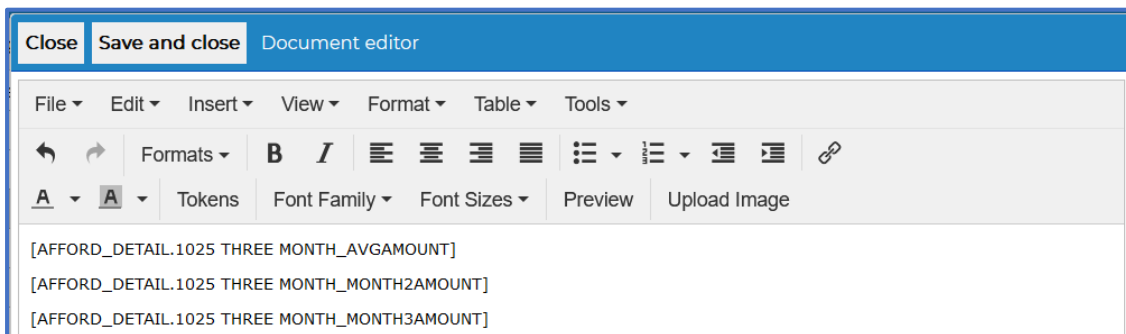 Close Save and close Document editor
File Edit Insert View Format Table Tools
Formats B I
A A Tokens Font Family Font Sizes Preview Upload Image
[AFFORD_DETAIL.1025 THREE MONTH_AVGAMOUNT]
[AFFORD_DETAIL.1025 THREE MONTH_MONTH2AMOUNT]
[AFFORD_DETAIL.1025 THREE MONTH_MONTH3AMOUNT]